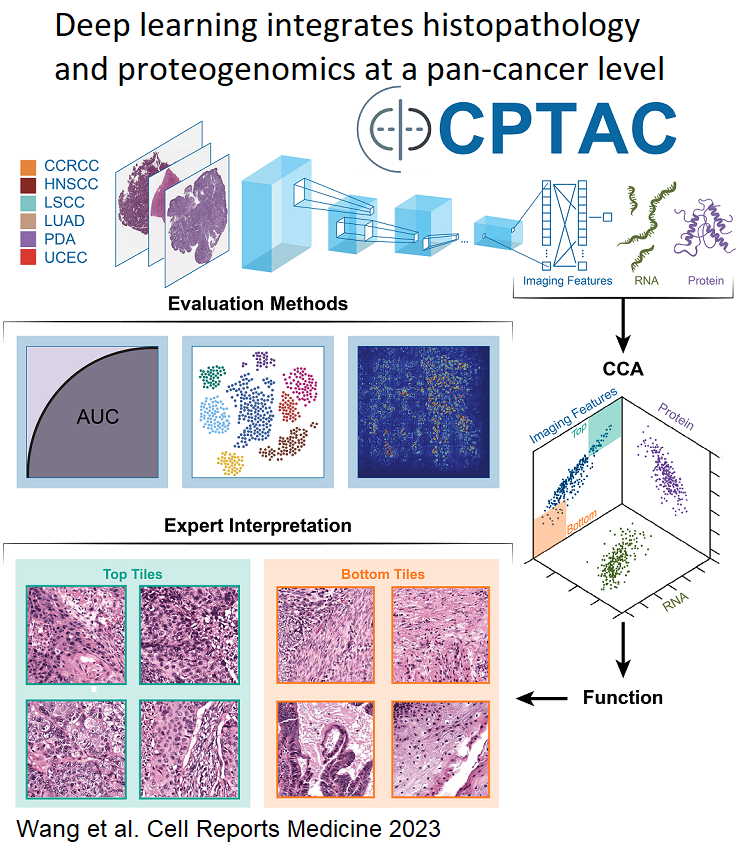 Deep learning integrates histopathology
and proteogenomics at a pan-cancer level
CPTAC
CCRCC
HNSCC
LSCC
LUAD
PDA
UCEC
...
Imaging Features
RNA
Protein
Evaluation Methods
AUC
CCA
Imaging Features
Top
Bottom
Protein
RNA
Function
Expert Interpretation
Top Tiles
Bottom Tiles
Wang et al. Cell Reports Medicine 2023